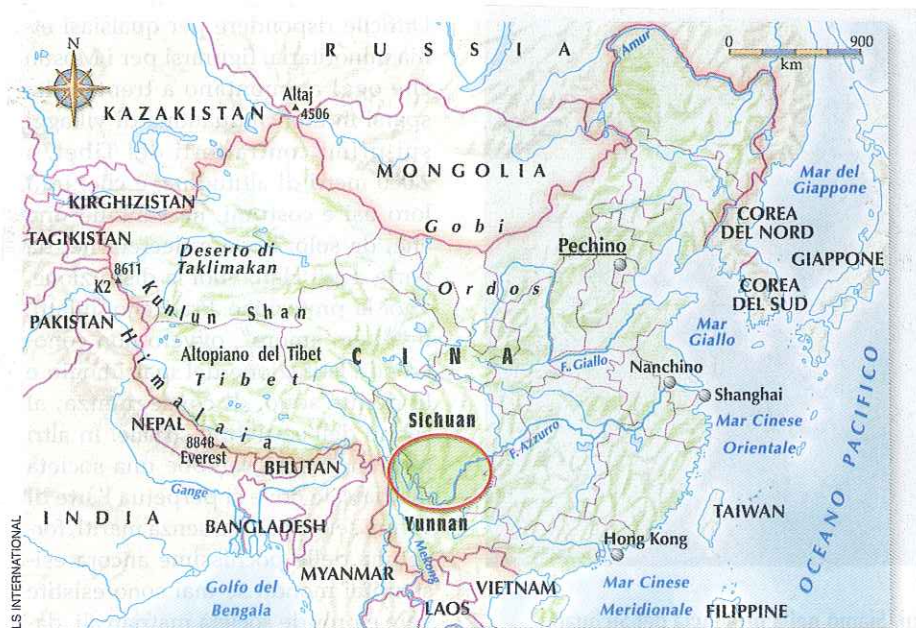 N
RUSSIA
Amur
0
900
km
Altaj
4506
KAZAKISTAN
MONGOLIA
Mar del
Giappone
KIRGHIZISTAN
Gobi
COREA
DEL NORD
TAGIKISTAN
Deserto di
Taklimakan
Pechino
GIAPPONE
8611
K2
Ordos
COREA
DEL SUD
Kunlun Shan
PAKISTAN
Mar
Giallo
Himalaia
Altopiano del Tibet
CINA
F. Giallo
Tibet
Nanchino
Shanghai
Sichuan
Mar Cinese
Orientale
OCEANO PACIFICO
NEPAL
F. Azzurro
8848
Everest
BHUTAN
Gange
Yunnan
TAIWAN
INDIA
BANGLADESH
Mekong
Hong Kong
MYANMAR
VIETNAM
Golfo del
Bengala
LAOS
Mar Cinese
Meridionale
FILIPPINE
LS INTERNATIONAL